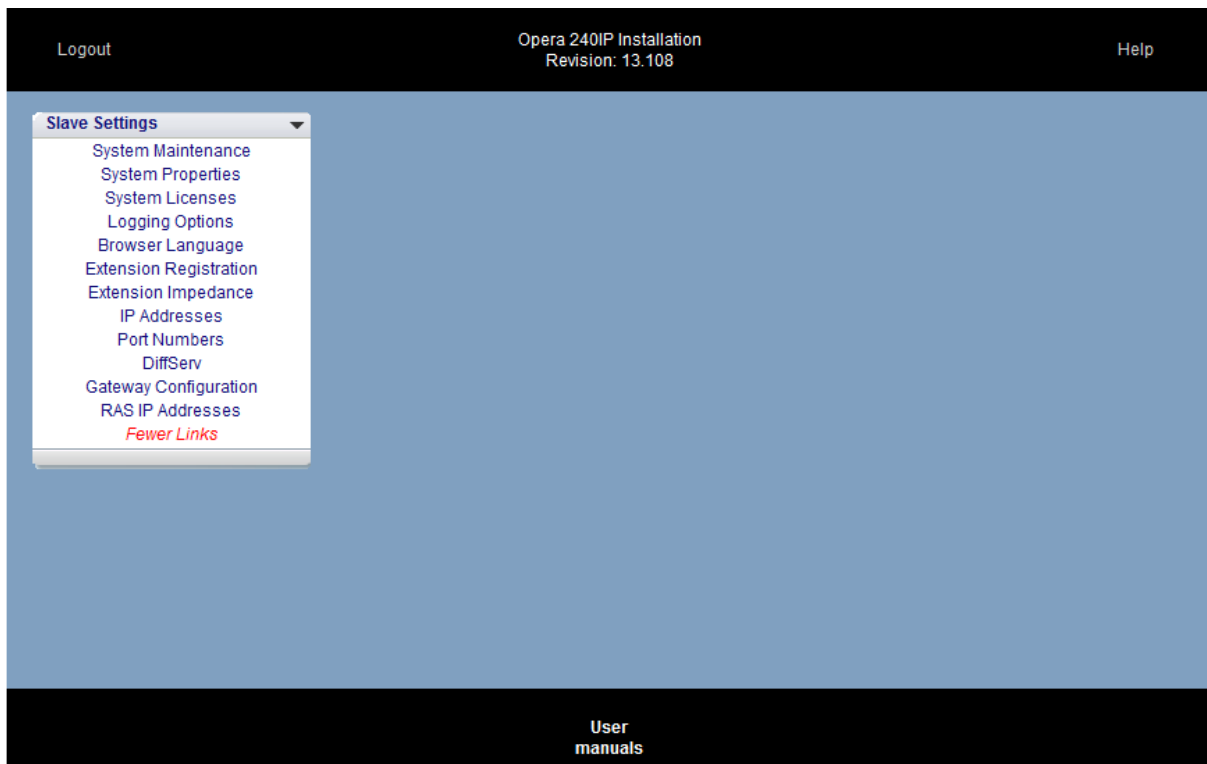 Logout
Opera 240IP Installation
Revision: 13.108
Help
Slave Settings
System Maintenance
System Properties
System Licenses
Logging Options
Browser Language
Extension Registration
Extension Impedance
IP Addresses
Port Numbers
DiffServ
Gateway Configuration
RAS IP Addresses
Fewer Links
User
manuals